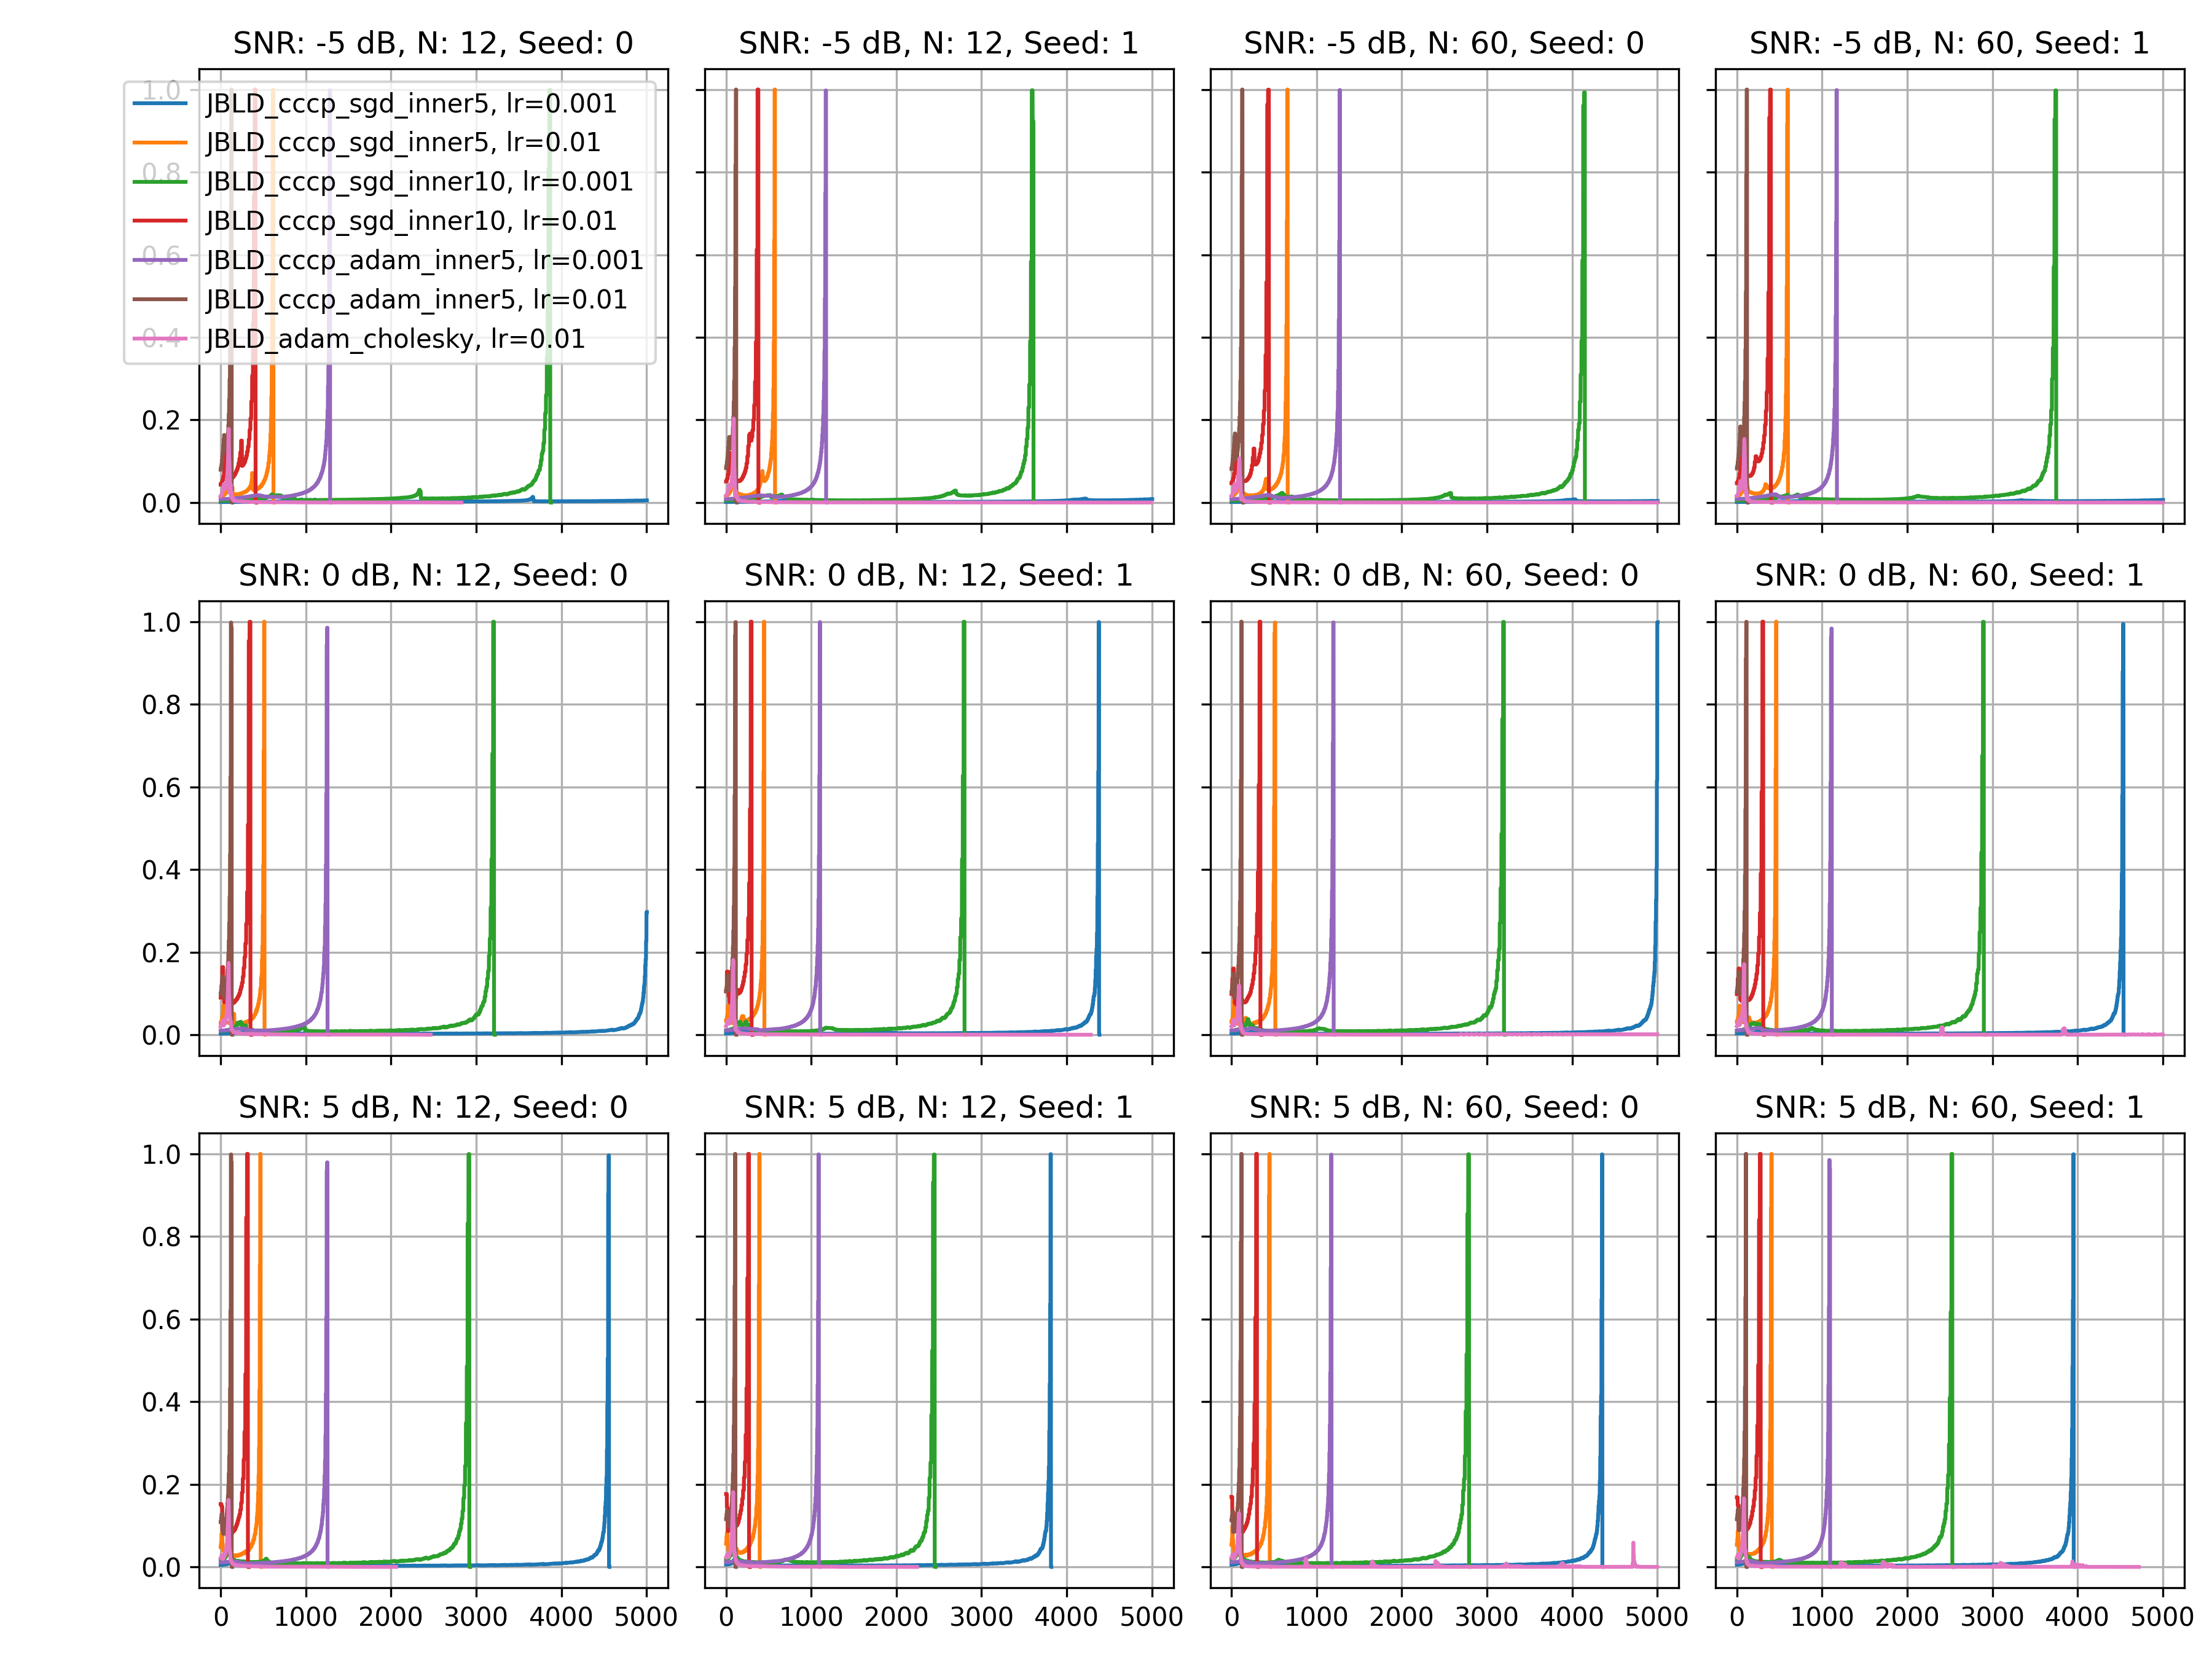 SNR: -5 dB, N: 12, Seed: 0
SNR: -5 dB, N: 12, Seed: 1
SNR: -5 dB, N: 60, Seed: 0
SNR: -5 dB, N: 60, Seed: 1
1.0
0.8
0.6
0.4
0.2
0.0
JBLD_cccp_sgd_inner5, lr=0.001
JBLD_cccp_sgd_inner5, lr=0.01
JBLD_cccp_sgd_inner10, lr=0.001
JBLD_cccp_sgd_inner10, lr=0.01
JBLD_cccp_adam_inner5, lr=0.001
JBLD_cccp_adam_inner5, lr=0.01
JBLD_adam_cholesky, lr=0.01
SNR: 0 dB, N: 12, Seed: 0
SNR: 0 dB, N: 12, Seed: 1
SNR: 0 dB, N: 60, Seed: 0
SNR: 0 dB, N: 60, Seed: 1
1.0
0.8
0.6
0.4
0.2
0.0
SNR: 5 dB, N: 12, Seed: 0
SNR: 5 dB, N: 12, Seed: 1
SNR: 5 dB, N: 60, Seed: 0
SNR: 5 dB, N: 60, Seed: 1
1.0
0.8
0.6
0.4
0.2
0.0
0 1000 2000 3000 4000 5000
0 1000 2000 3000 4000 5000
0 1000 2000 3000 4000 5000
0 1000 2000 3000 4000 5000